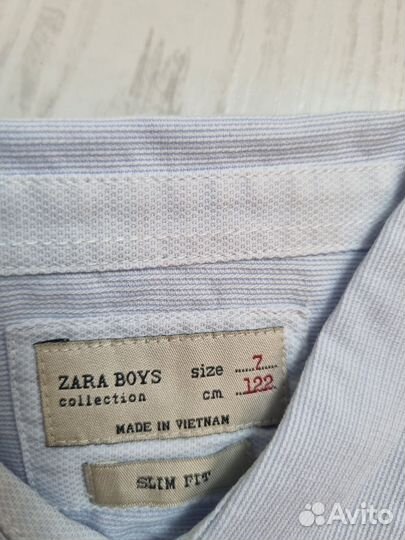 ZARA BOYS
collection
size 7
cm 122
MADE IN VIETNAM
SLIM FIT
Avito